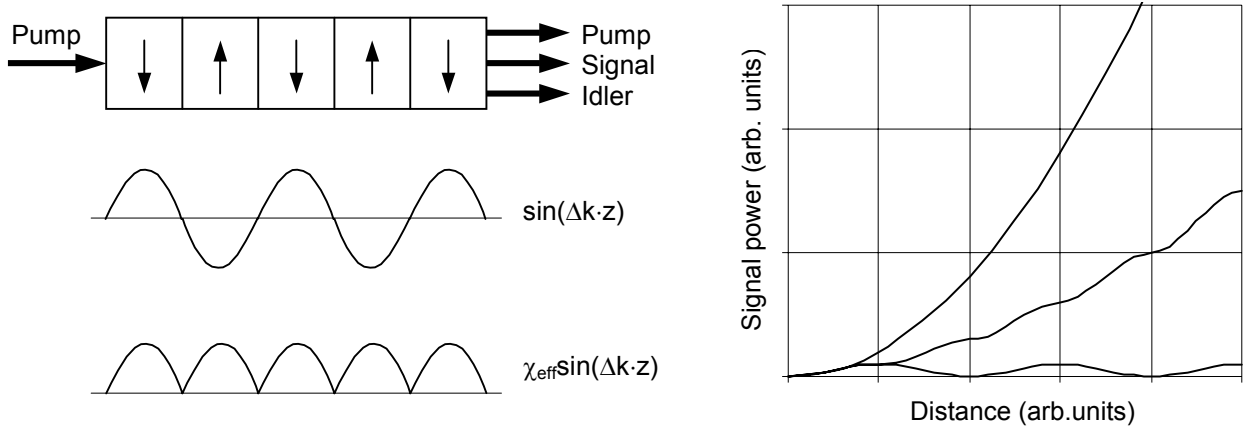 Pump
Pump
Signal
Idler
sin(Δk·z)
χeffsin(Δk·z)
Signal power (arb. units)
Distance (arb.units)